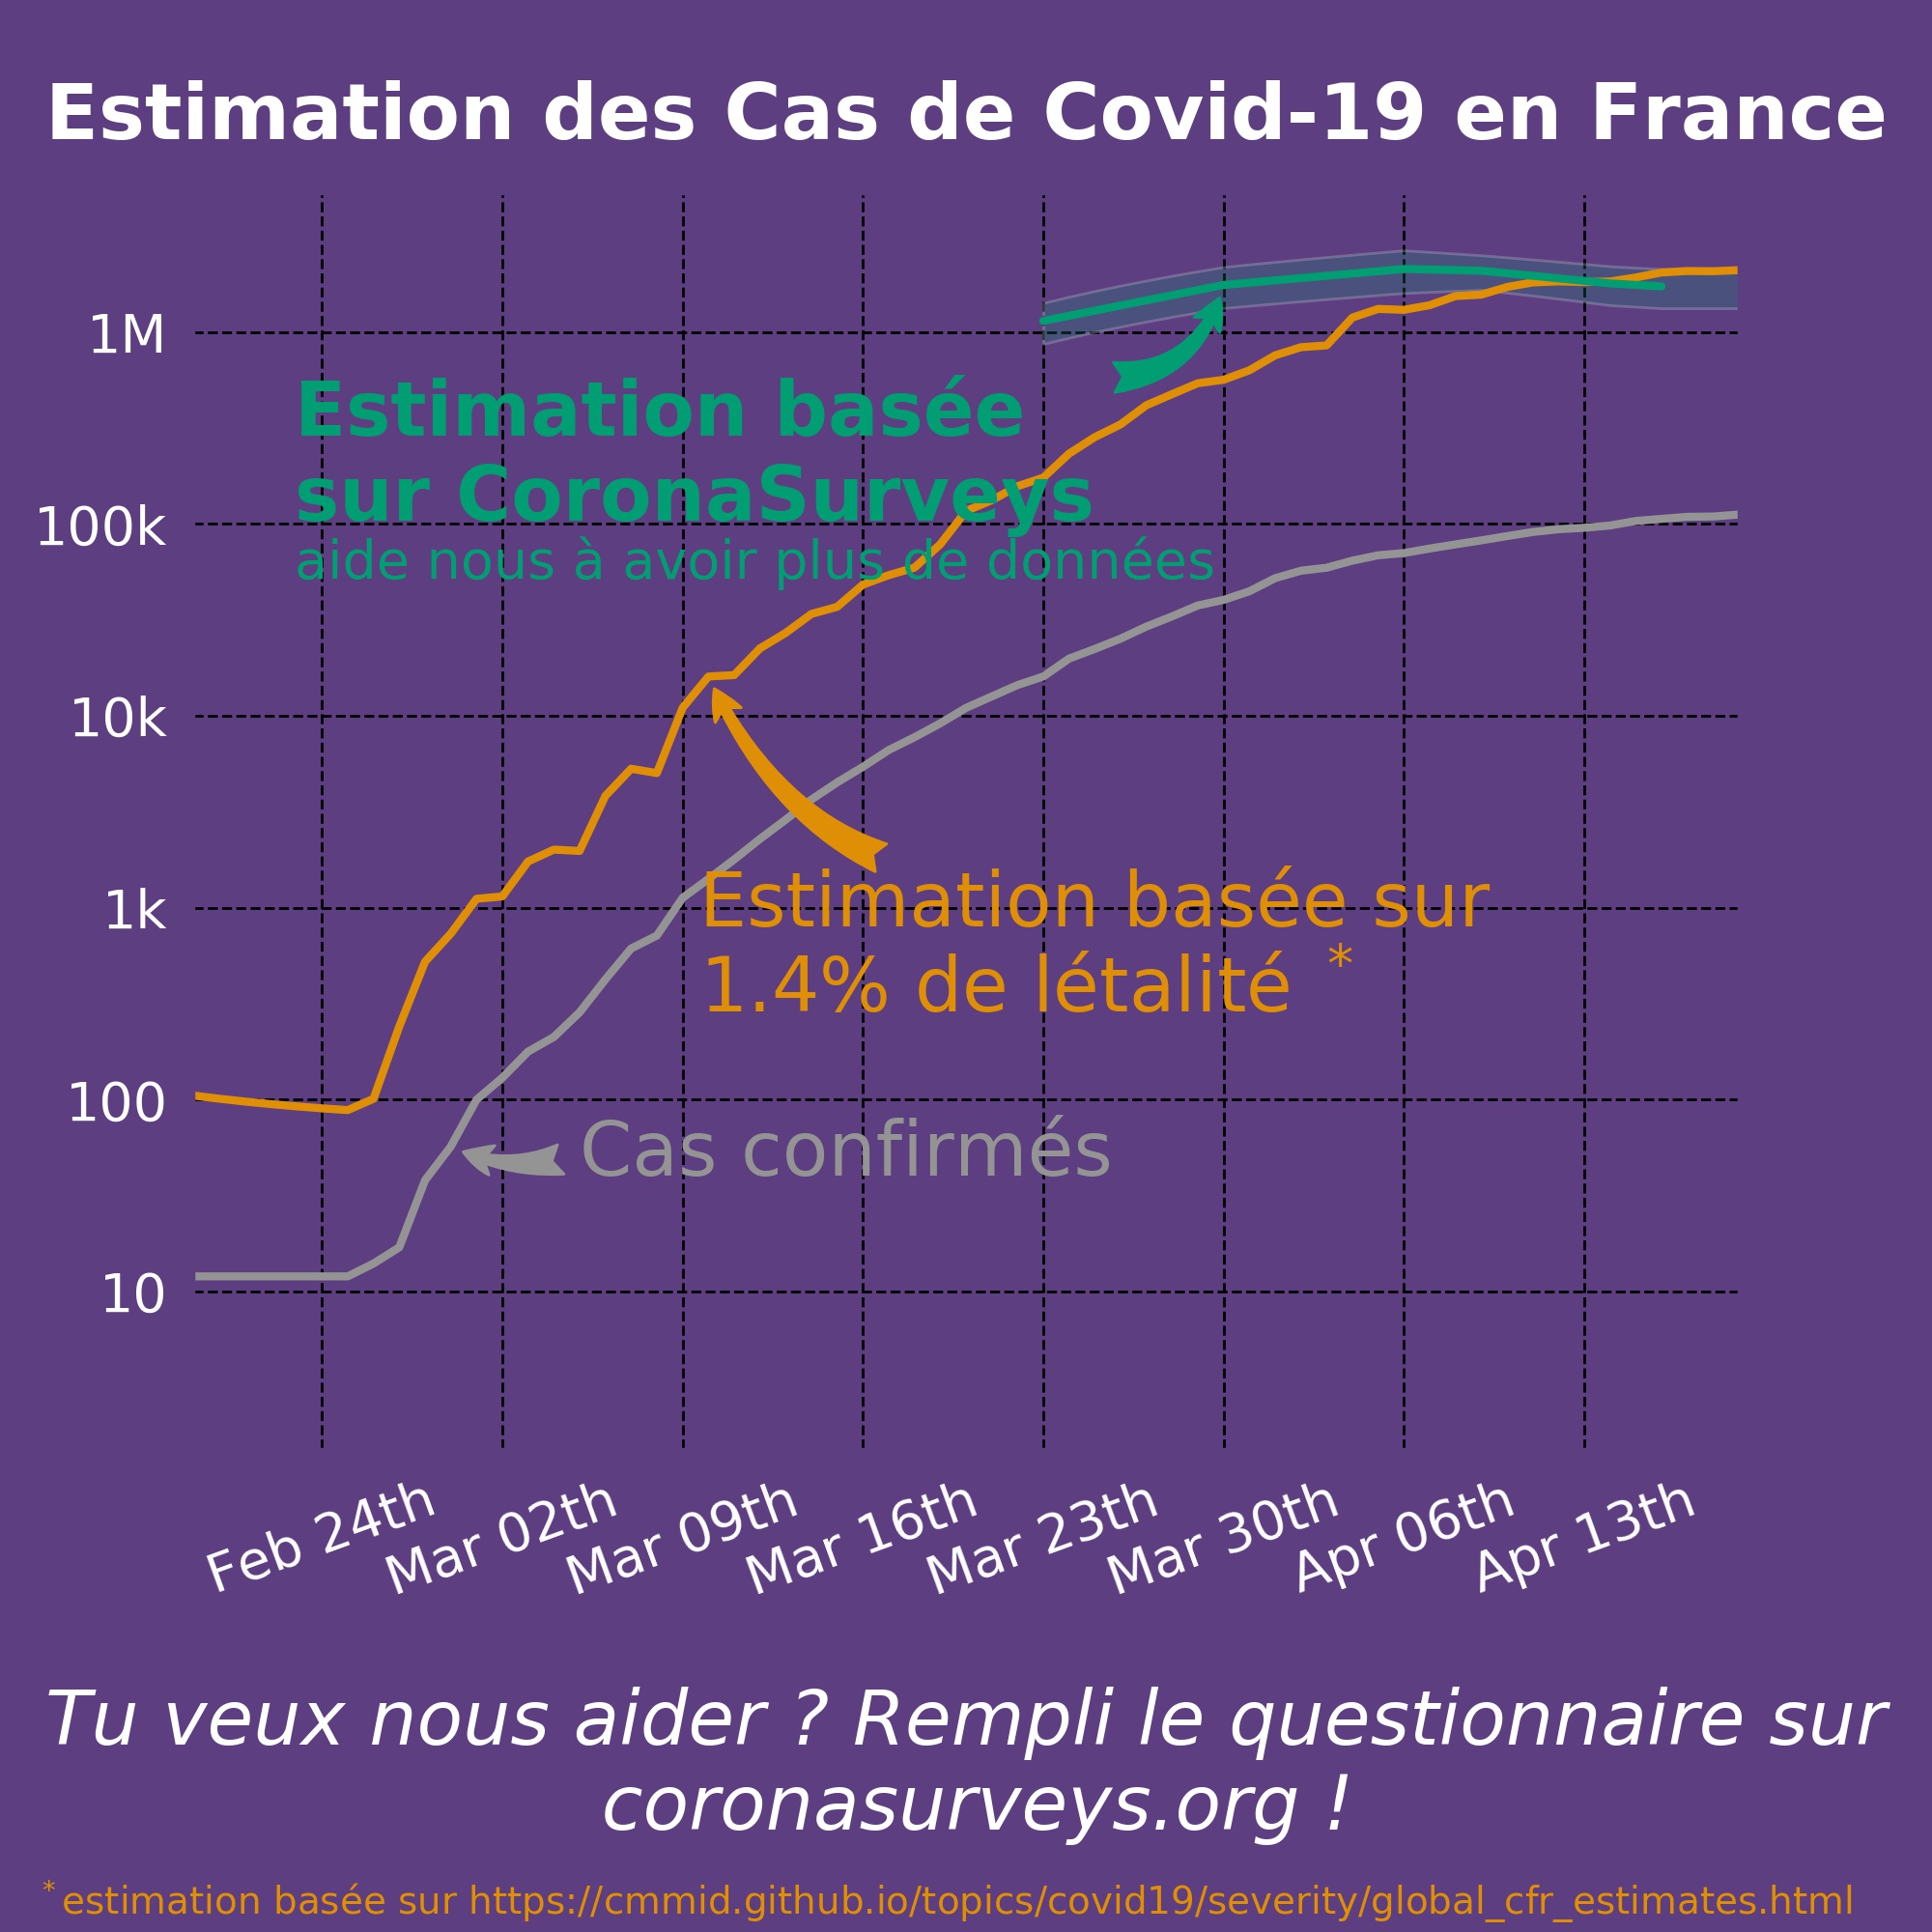 Estimation des Cas de Covid-19 en France
1M
100k
10k
1k
100
10
Estimation basée
sur CoronaSurveys
aide nous à avoir plus de données
Estimation basée sur
1.4% de létalité *
Cas confirmés
Feb 24th
Mar 02th
Mar 09th
Mar 16th
Mar 23th
Mar 30th
Apr 06th
Apr 13th
Tu veux nous aider ? Rempli le questionnaire sur
coronasurveys.org !
* estimation basée sur https://cmmid.github.io/topics/covid19/severity/global_cfr_estimates.html